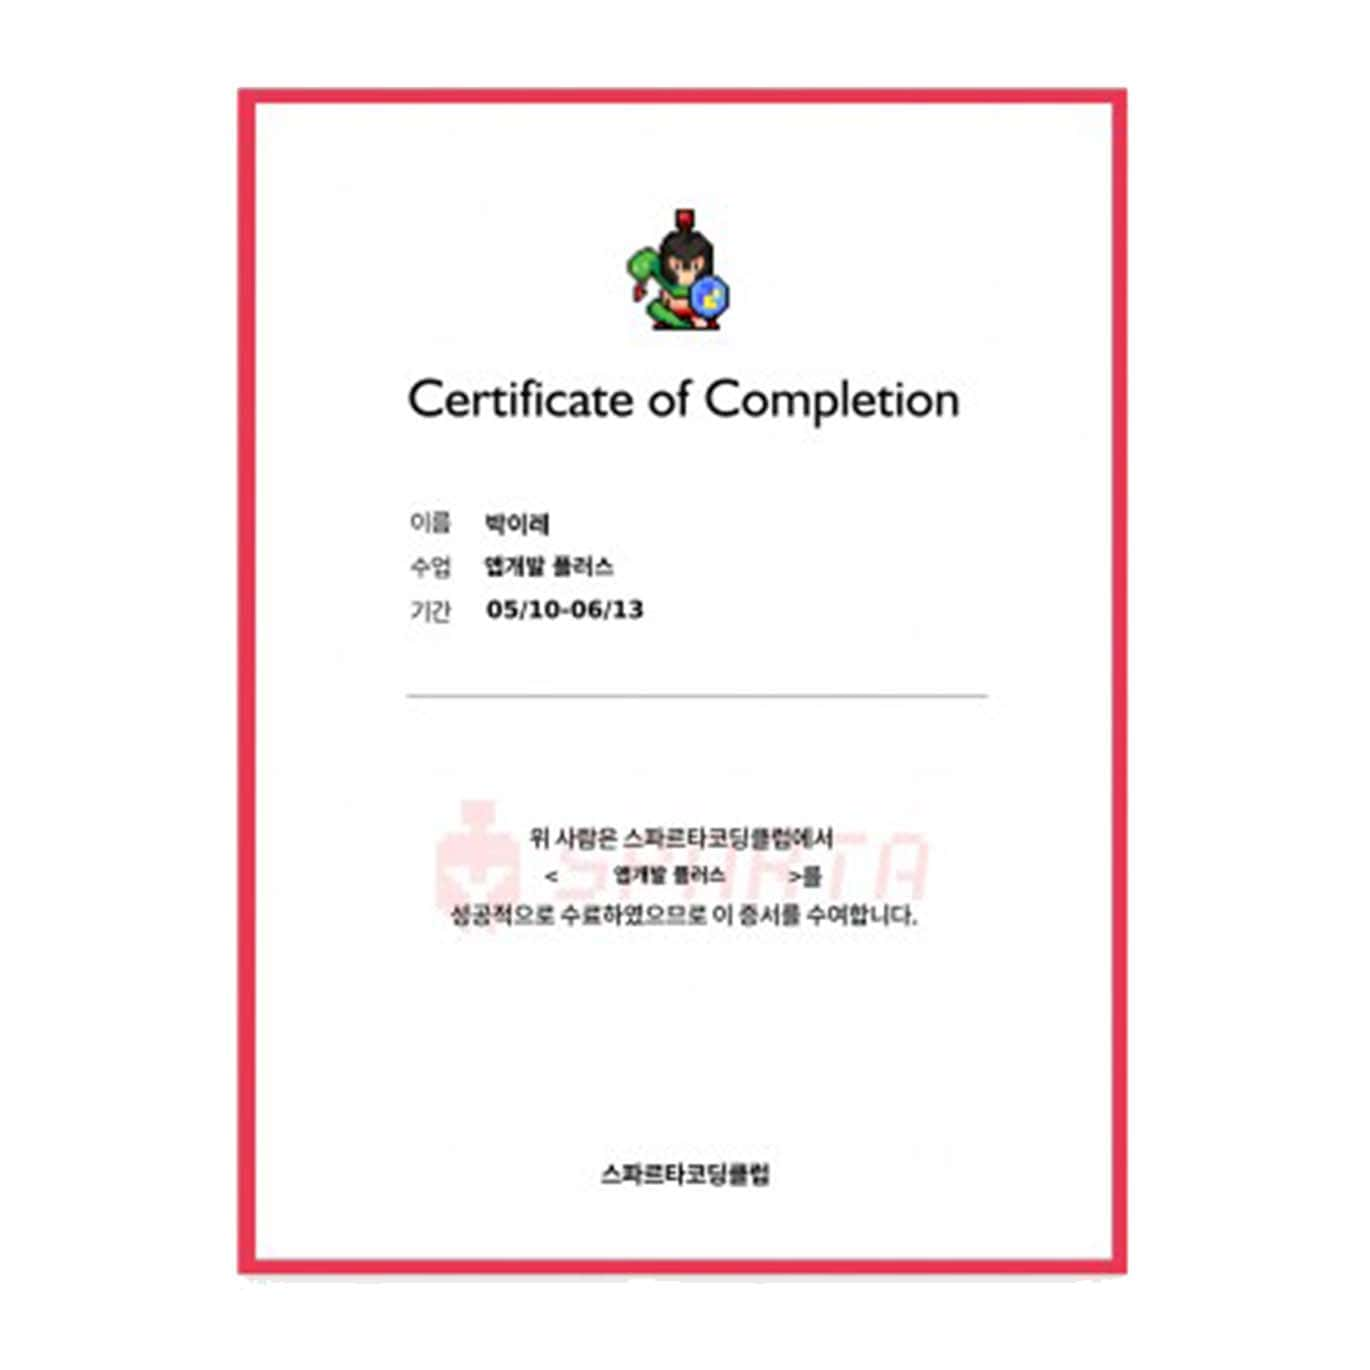 Certificate of Completion
이름 박이레
수업 앱개발 플러스
기간 05/10-06/13
SPARTA
위 사람은 스파르타코딩클럽에서
< 앱개발 플러스 >를
성공적으로 수료하였으므로 이 증서를 수여합니다.
스파르타코딩클럽